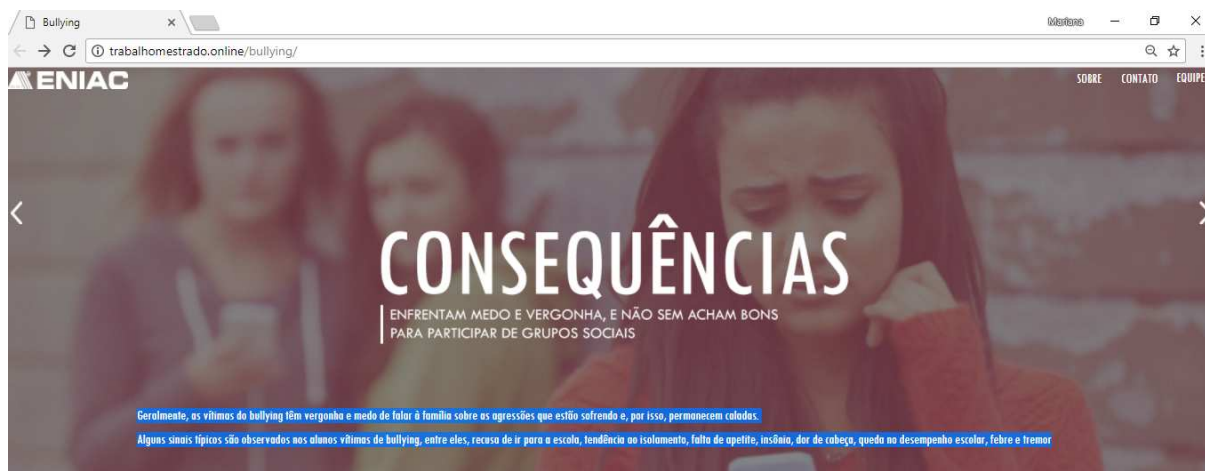 Bullying
Mariana
trabalhomestrado.online/bullying/
ENIAC
SOBRE CONTATO EQUIPE
CONSEQUÊNCIAS
ENFRENTAM MEDO E VERGONHA, E NÃO SEM ACHAM BONS
PARA PARTICIPAR DE GRUPOS SOCIAIS
Geralmente, as vítimas do bullying têm vergonha e medo de falar à família sobre as agressões que estão sofrendo e, por isso, permanecem caladas.
Alguns sinais típicos são observados nos alunos vítimas de bullying, entre eles, recusa de ir para a escola, tendência ao isolamento, falta de apetite, insônia, dor de cabeça, queda no desempenho escolar, febre e tremor